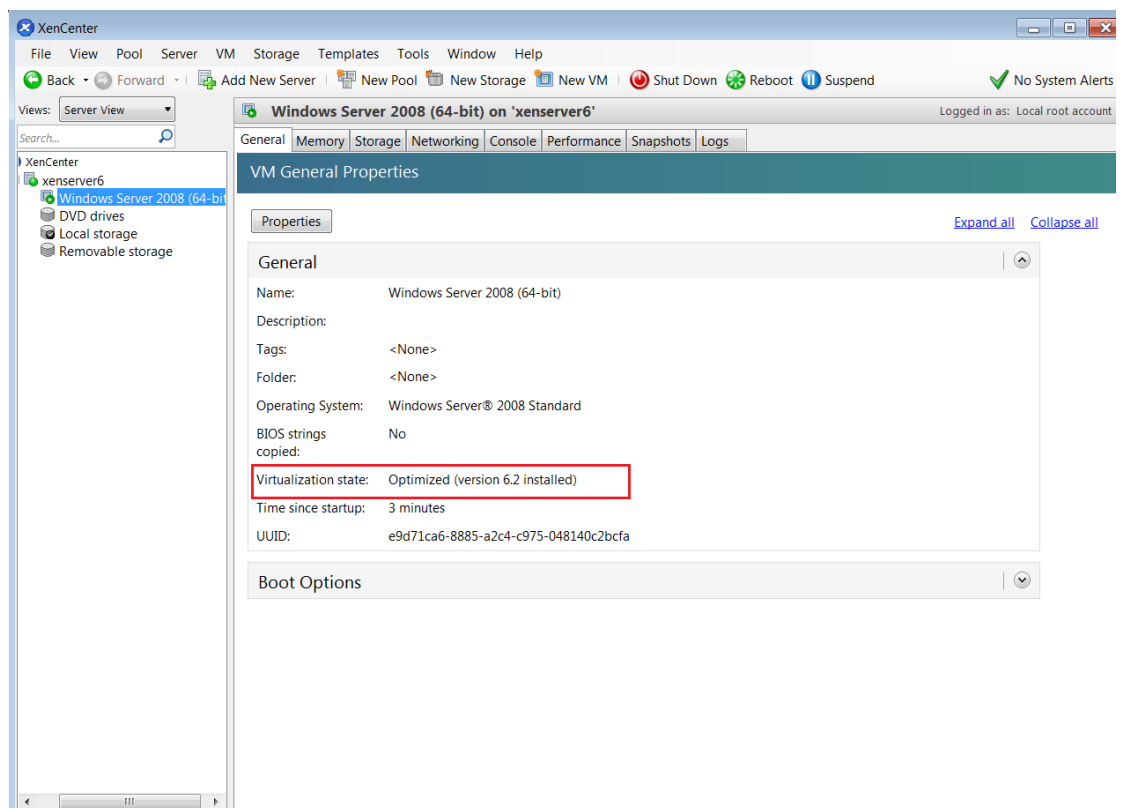 XenCenter
File View Pool Server VM Storage Templates Tools Window Help
Back Forward Add New Server New Pool New Storage New VM Shut Down Reboot Suspend No System Alerts
Views: Server View
Windows Server 2008 (64-bit) on 'xenserver6' Logged in as: Local root account
Search...
General Memory Storage Networking Console Performance Snapshots Logs
XenCenter
xenserver6
Windows Server 2008 (64-bit
DVD drives
Local storage
Removable storage
VM General Properties
Properties Expand all Collapse all
General
Name: Windows Server 2008 (64-bit)
Description:
Tags: <None>
Folder: <None>
Operating System: Windows Server® 2008 Standard
BIOS strings No
copied:
Virtualization state: Optimized (version 6.2 installed)
Time since startup: 3 minutes
UUID: e9d71ca6-8885-a2c4-c975-048140c2bcfa
Boot Options